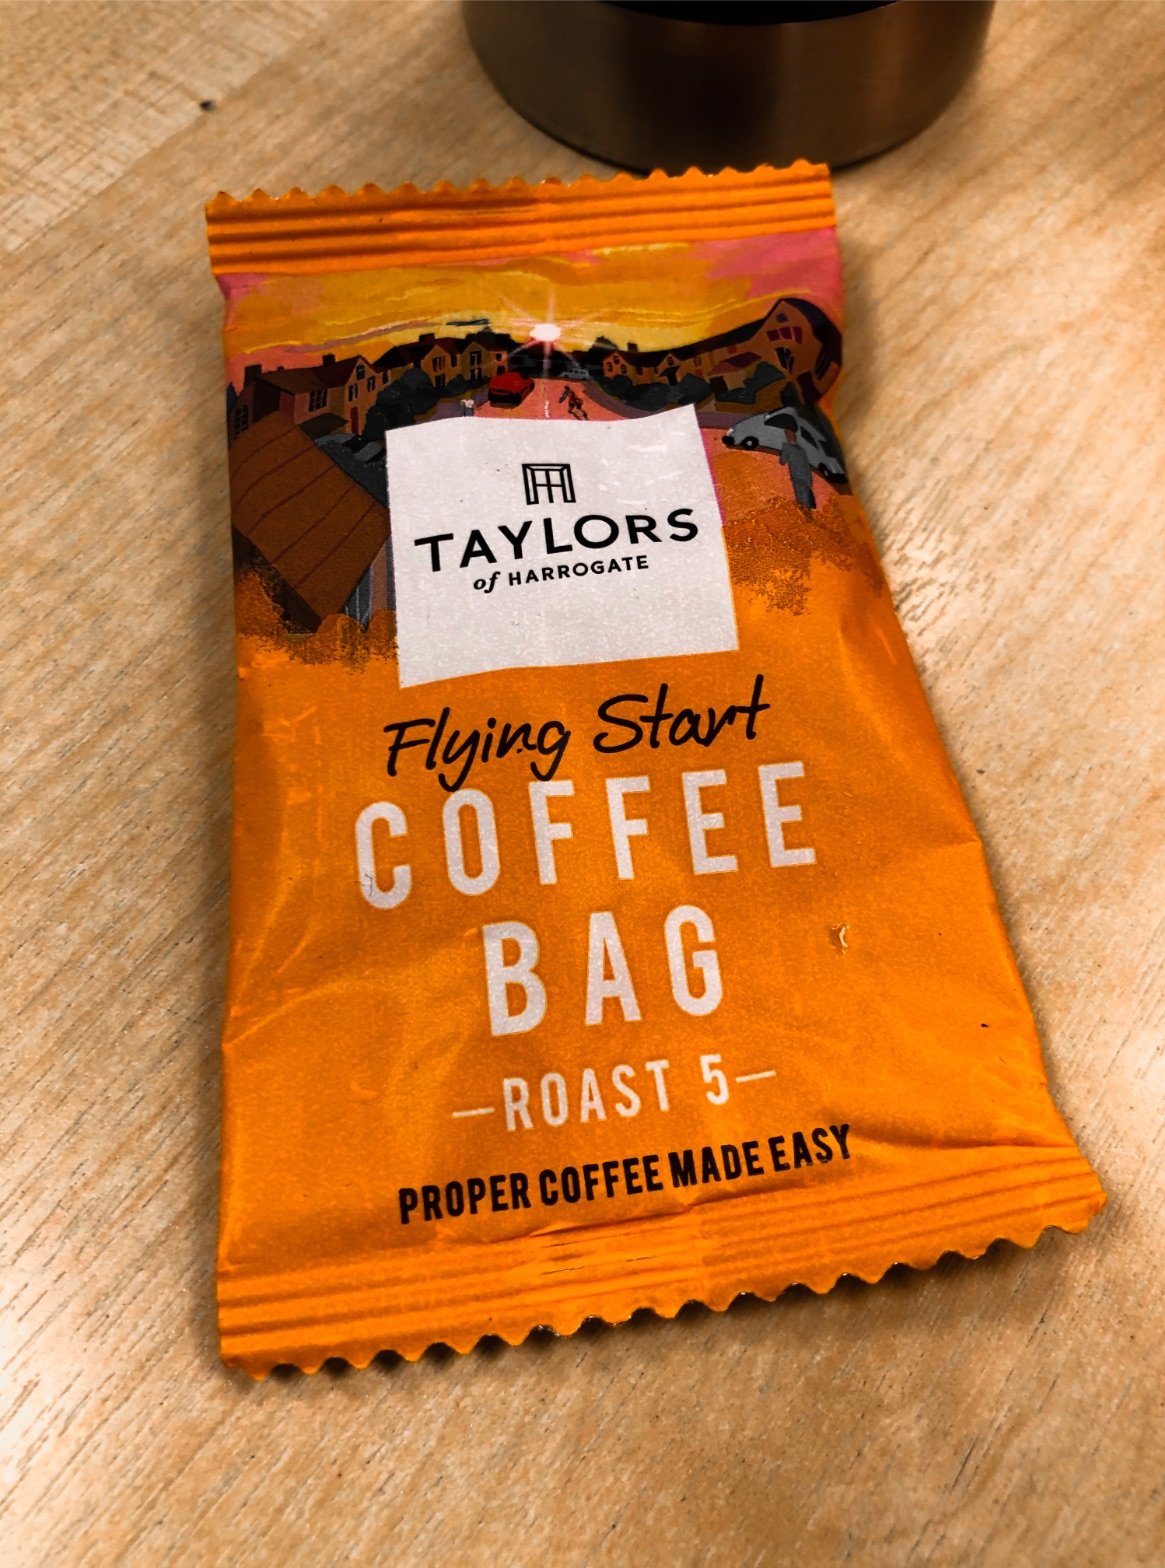 TAYLORS
of HARROGATE
Flying Start
COFFEE
BAG
—ROAST 5—
PROPER COFFEE MADE EASY